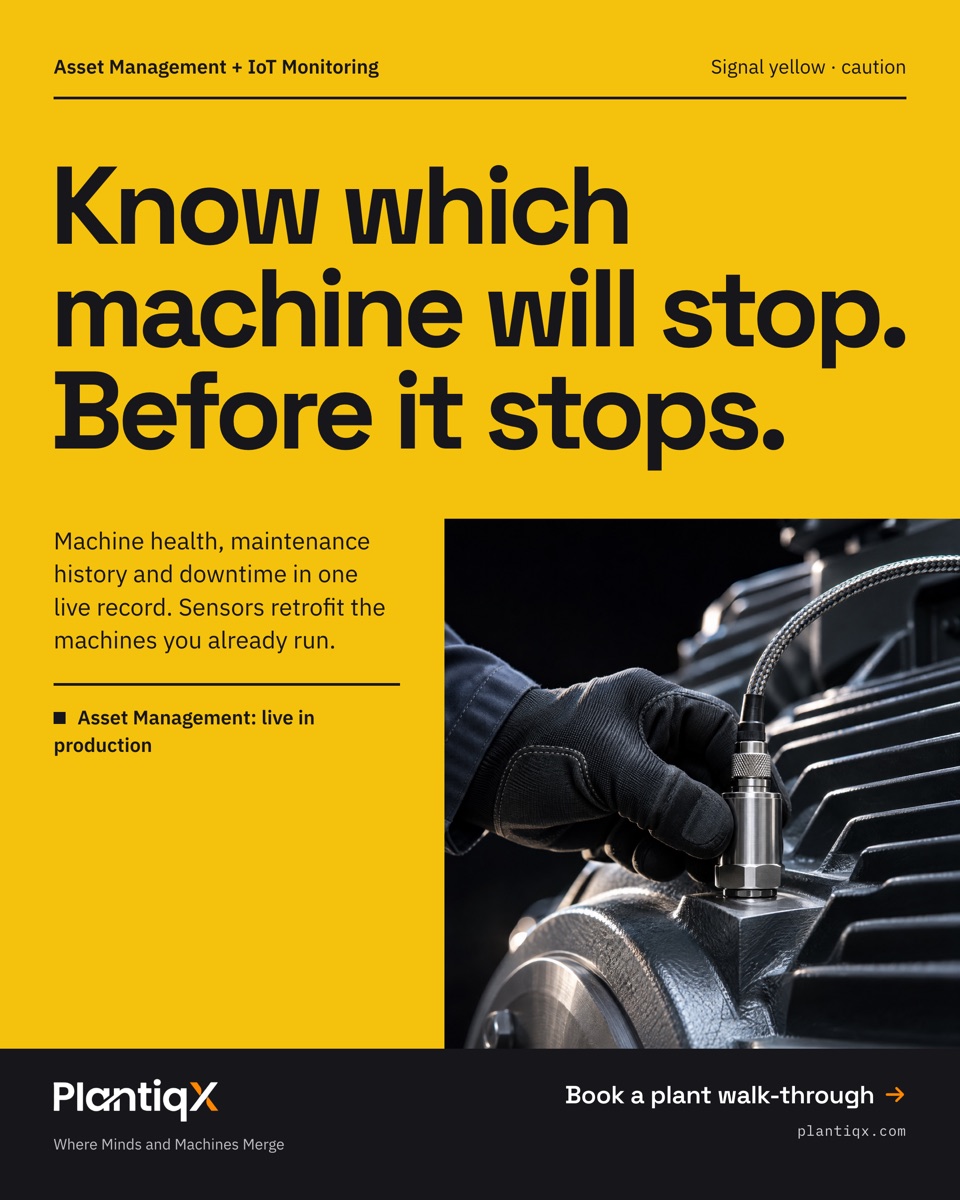 Asset Management + IoT Monitoring
Signal yellow · caution
Know which
machine will stop.
Before it stops.
Machine health, maintenance
history and downtime in one
live record. Sensors retrofit the
machines you already run.
■ Asset Management: live in
production
PlantiqX
Where Minds and Machines Merge
Book a plant walk-through →
plantiqx.com